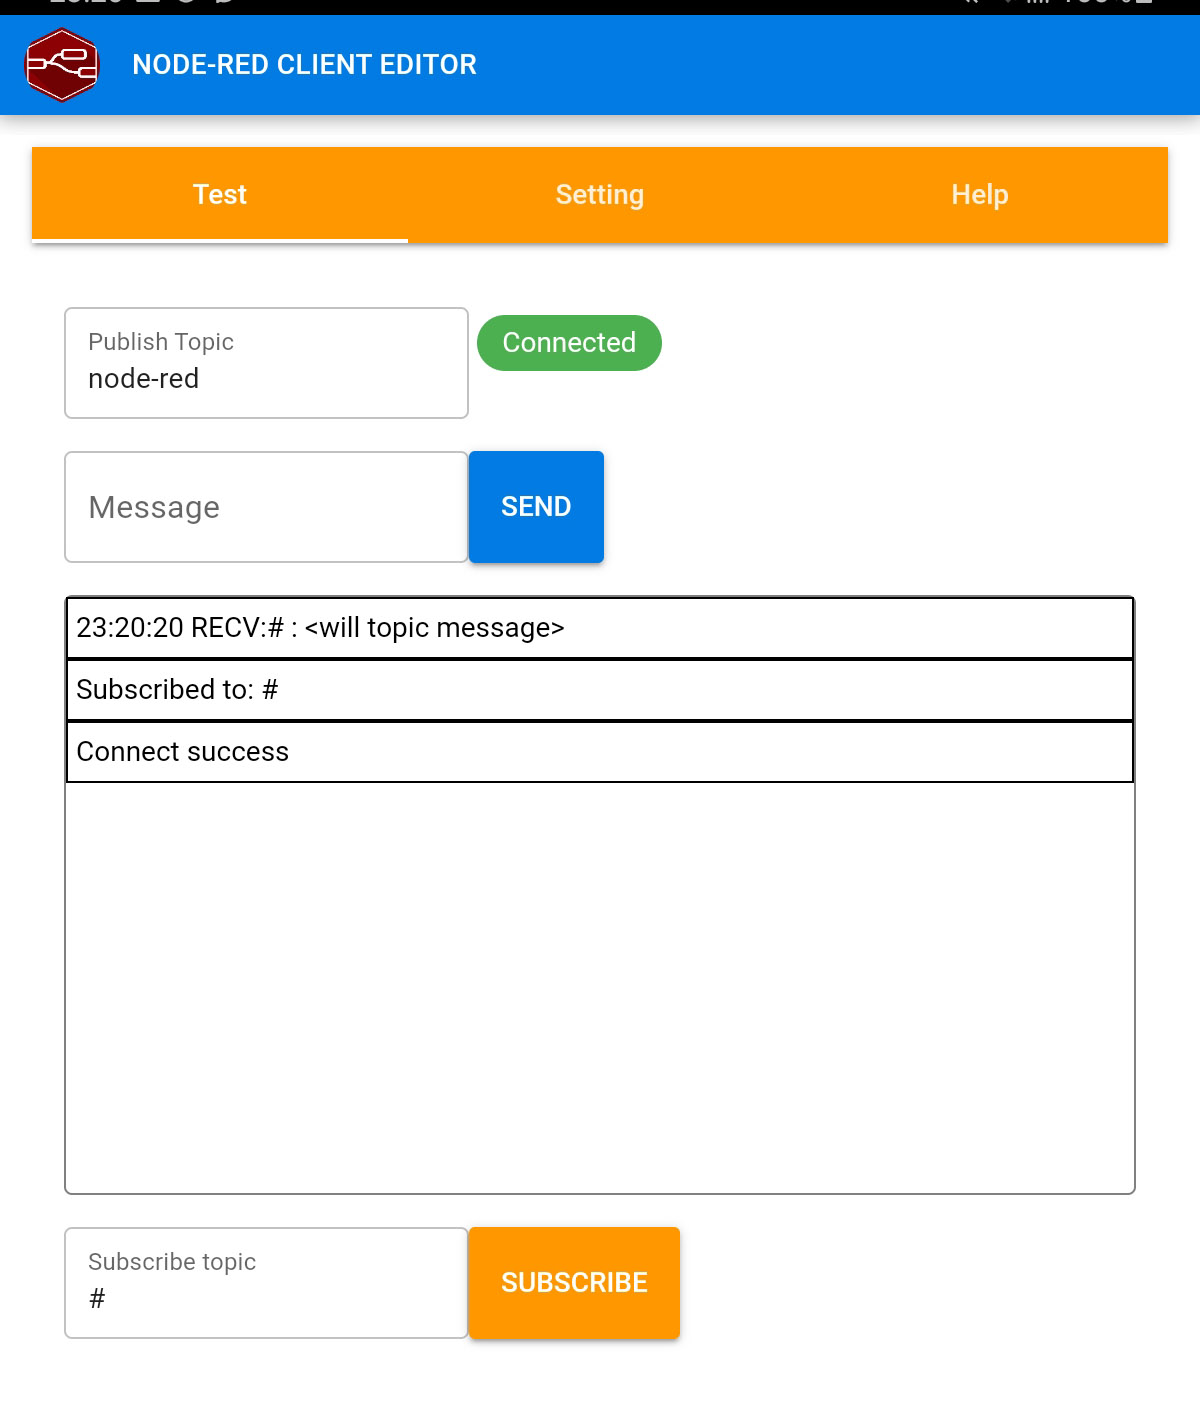 NODE-RED CLIENT EDITOR
Test Setting Help
Publish Topic
node-red
Connected
Message
SEND
23:20:20 RECV:# : <will topic message>
Subscribed to: #
Connect success
Subscribe topic
#
SUBSCRIBE